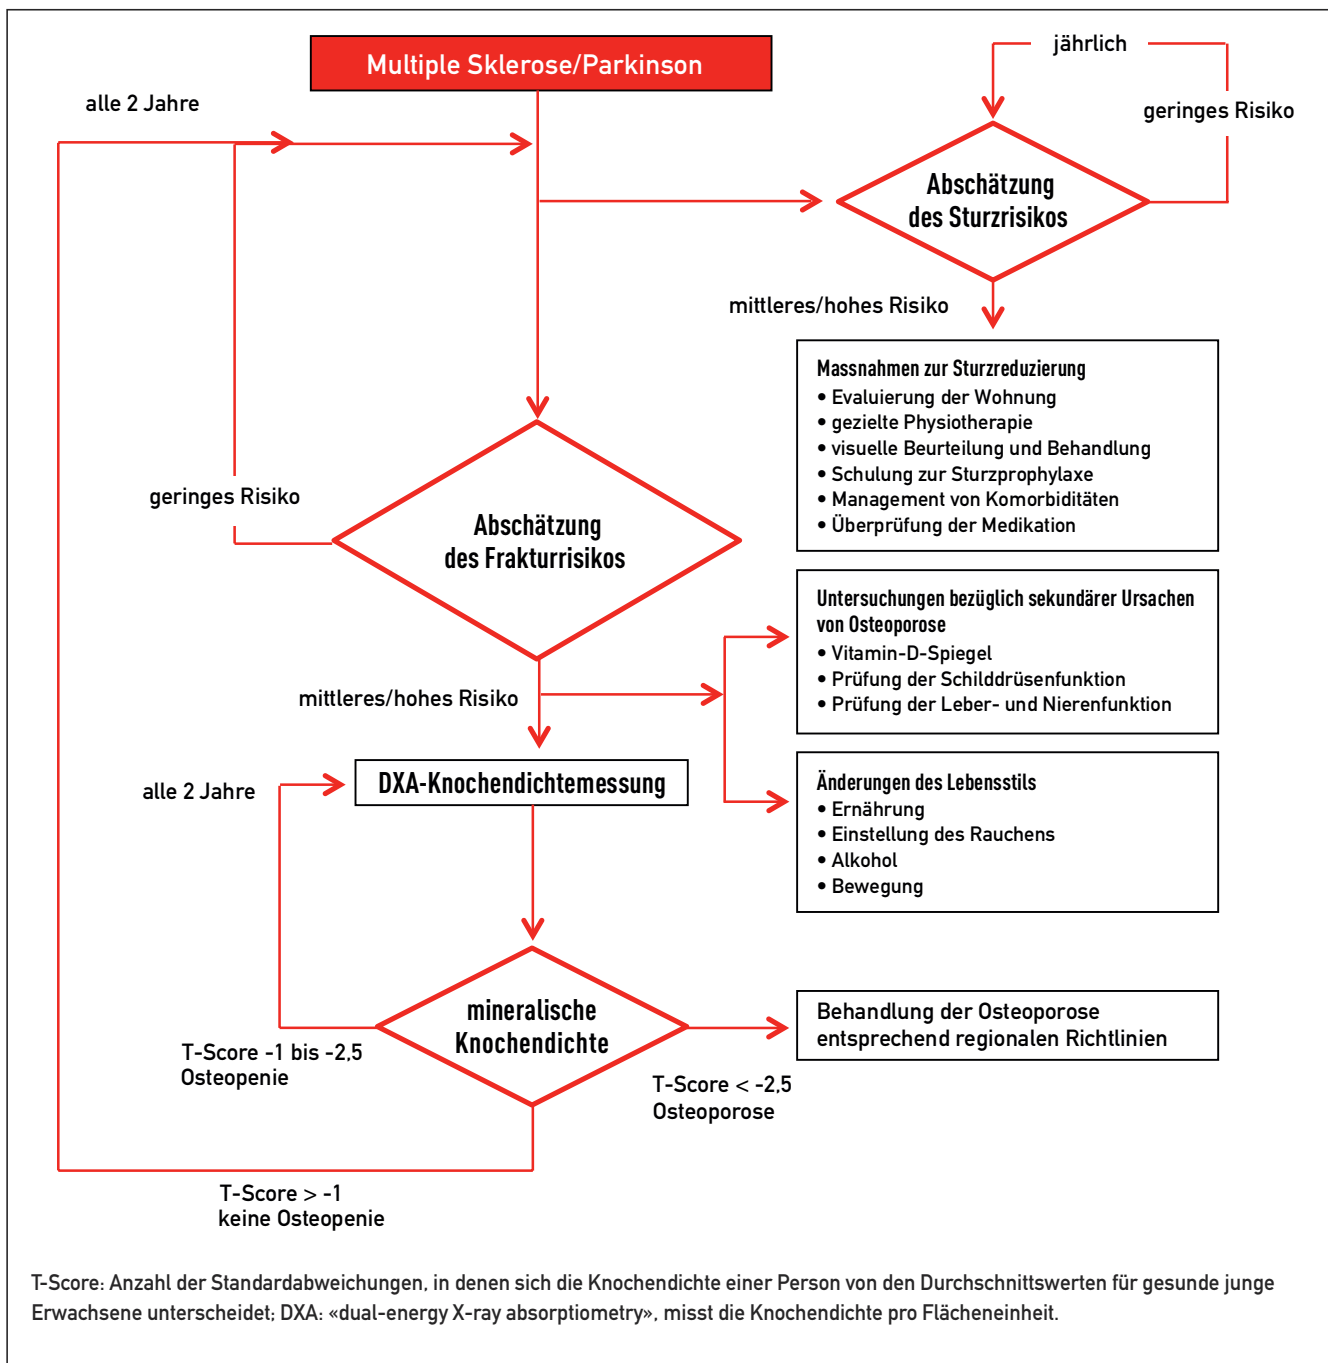 Multiple Sklerose/Parkinson
jährlich
alle 2 Jahre
geringes Risiko
Abschätzung
des Sturzrisikos
mittleres/hohes Risiko
Massnahmen zur Sturzreduzierung
• Evaluierung der Wohnung
• gezielte Physiotherapie
• visuelle Beurteilung und Behandlung
• Schulung zur Sturzprophylaxe
• Management von Komorbiditäten
• Überprüfung der Medikation
geringes Risiko
Abschätzung
des Frakturrisikos
Untersuchungen bezüglich sekundärer Ursachen
von Osteoporose
• Vitamin-D-Spiegel
• Prüfung der Schilddrüsenfunktion
• Prüfung der Leber- und Nierenfunktion
mittleres/hohes Risiko
alle 2 Jahre
DXA-Knochendichtemessung
Änderungen des Lebensstils
• Ernährung
• Einstellung des Rauchens
• Alkohol
• Bewegung
mineralische
Knochendichte
Behandlung der Osteoporose
entsprechend regionalen Richtlinien
T-Score -1 bis -2,5
Osteopenie
T-Score < -2,5
Osteoporose
T-Score > -1
keine Osteopenie
T-Score: Anzahl der Standardabweichungen, in denen sich die Knochendichte einer Person von den Durchschnittswerten für gesunde junge
Erwachsene unterscheidet; DXA: «dual-energy X-ray absorptiometry», misst die Knochendichte pro Flächeneinheit.